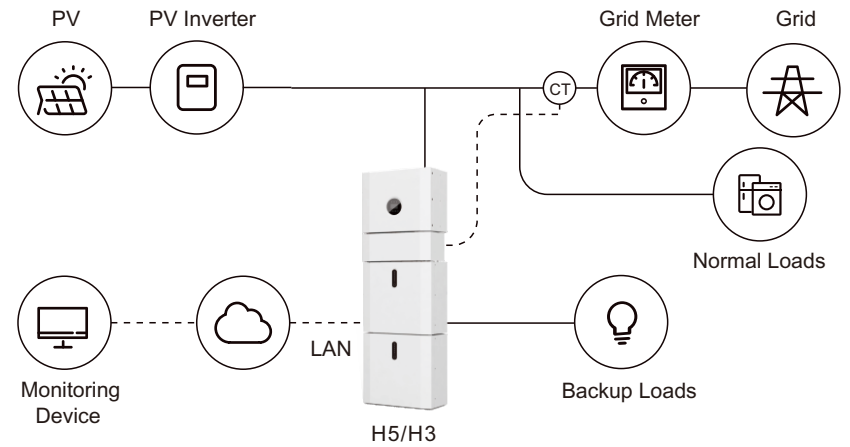 PV
PV Inverter
Grid Meter
Grid
CT
Normal Loads
LAN
Monitoring
Device
Backup Loads
H5/H3